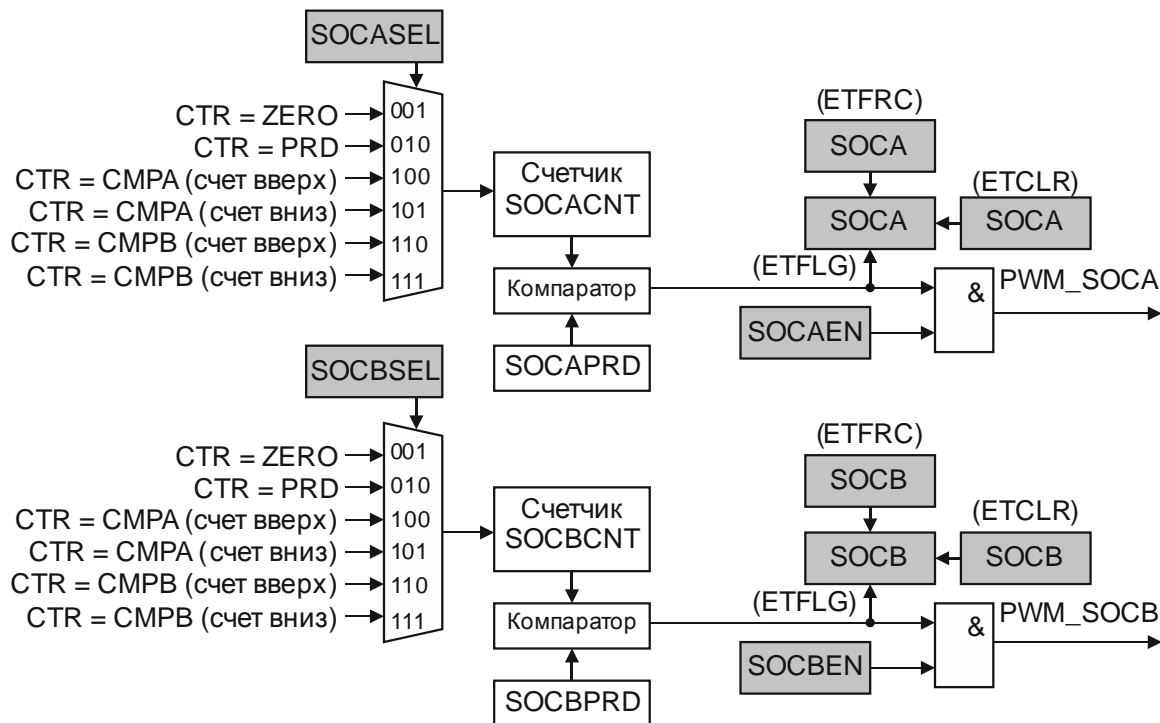 SOCASEL
CTR = ZERO
001
CTR = PRD
010
CTR = CMPA (счет вверх)
100
CTR = CMPA (счет вниз)
101
CTR = CMPB (счет вверх)
110
CTR = CMPB (счет вниз)
111
Счетчик
SOCACNT
Компаратор
SOCAPRD
(ETFRC)
SOCA
(ETCLR)
SOCA
SOCA
(ETFLG)
SOCAEN
&
PWM_SOCA
SOCBSEL
CTR = ZERO
001
CTR = PRD
010
CTR = CMPA (счет вверх)
100
CTR = CMPA (счет вниз)
101
CTR = CMPB (счет вверх)
110
CTR = CMPB (счет вниз)
111
Счетчик
SOCBCNT
Компаратор
SOCBPRD
(ETFRC)
SOCB
(ETCLR)
SOCB
SOCB
(ETFLG)
SOCBEN
&
PWM_SOCB